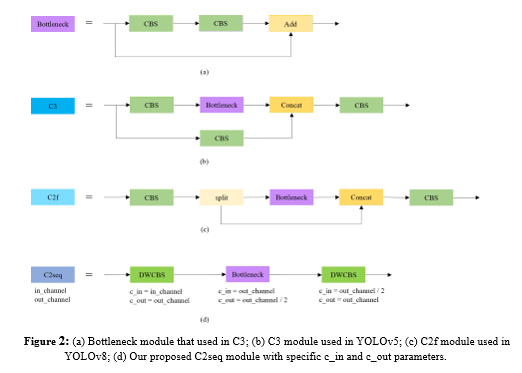 Bottleneck = CBS CBS Add
(a)
C3 = CBS Bottleneck Concat CBS
CBS
(b)
C2f = CBS split Bottleneck Concat CBS
(c)
C2seq = DWCBS Bottleneck DWCBS
in_channel c_in = in_channel c_in = out_channel c_in = out_channel / 2
out_channel c_out = out_channel c_out = out_channel / 2 c_out = out_channel
(d)
Figure 2: (a) Bottleneck module that used in C3; (b) C3 module used in YOLOv5; (c) C2f module used in
YOLOv8; (d) Our proposed C2seq module with specific c_in and c_out parameters.